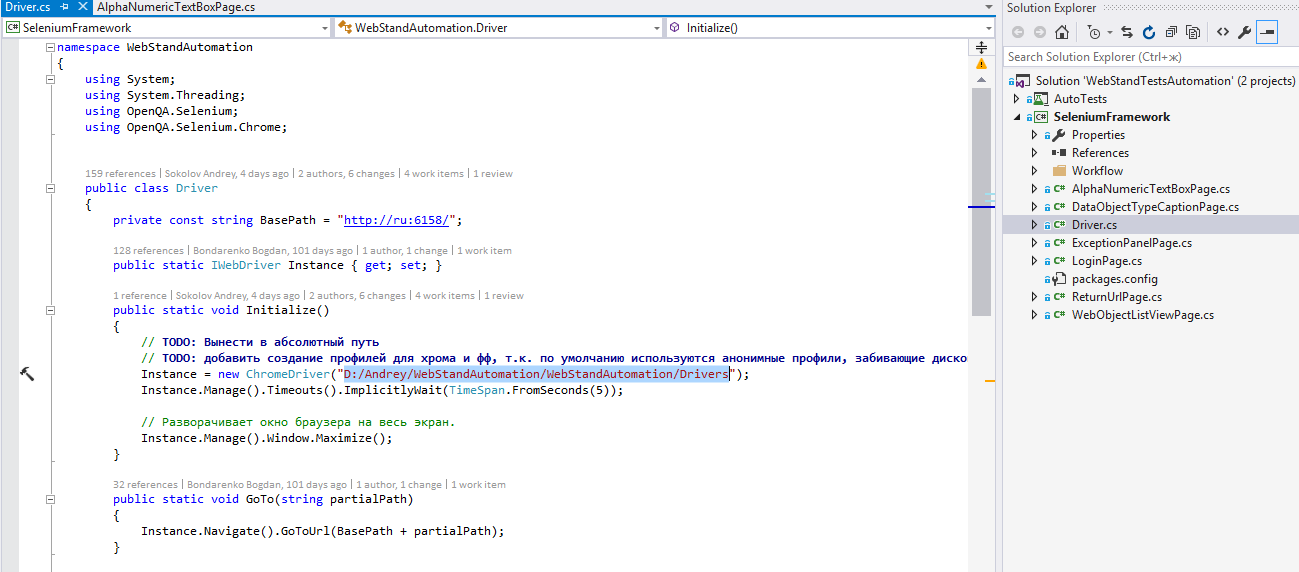 Driver.cs
AlphaNumericTextBoxPage.cs
SeleniumFramework
WebStandAutomation.Driver
Initialize()
namespace WebStandAutomation
{
using System;
using System.Threading;
using OpenQA.Selenium;
using OpenQA.Selenium.Chrome;
159 references | Sokolov Andrey, 4 days ago | 2 authors, 6 changes | 4 work items | 1 review
public class Driver
{
private const string BasePath = "http://ru:6158/";
128 references | Bondarenko Bogdan, 101 days ago | 1 author, 1 change | 1 work item
public static IWebDriver Instance { get; set; }
1 reference | Sokolov Andrey, 4 days ago | 2 authors, 6 changes | 4 work items | 1 review
public static void Initialize()
{
// TODO: Вынести в абсолютный путь
// TODO: добавить создание профилей для хрома и фф, т.к. по умолчанию используются анонимные профили, забивающие диско
Instance = new ChromeDriver("D:/Andrey/WebStandAutomation/WebStandAutomation/Drivers");
Instance.Manage().Timeouts().ImplicitlyWait(TimeSpan.FromSeconds(5));
// Разворачивает окно браузера на весь экран.
Instance.Manage().Window.Maximize();
}
32 references | Bondarenko Bogdan, 101 days ago | 1 author, 1 change | 1 work item
public static void GoTo(string partialPath)
{
Instance.Navigate().GoToUrl(BasePath + partialPath);
}
Solution Explorer
Search Solution Explorer (Ctrl+ж)
Solution 'WebStandTestsAutomation' (2 projects)
AutoTests
C# SeleniumFramework
Properties
References
Workflow
C# AlphaNumericTextBoxPage.cs
C# DataObjectTypeCaptionPage.cs
C# Driver.cs
C# ExceptionPanelPage.cs
C# LoginPage.cs
packages.config
C# ReturnUrlPage.cs
C# WebObjectListViewPage.cs